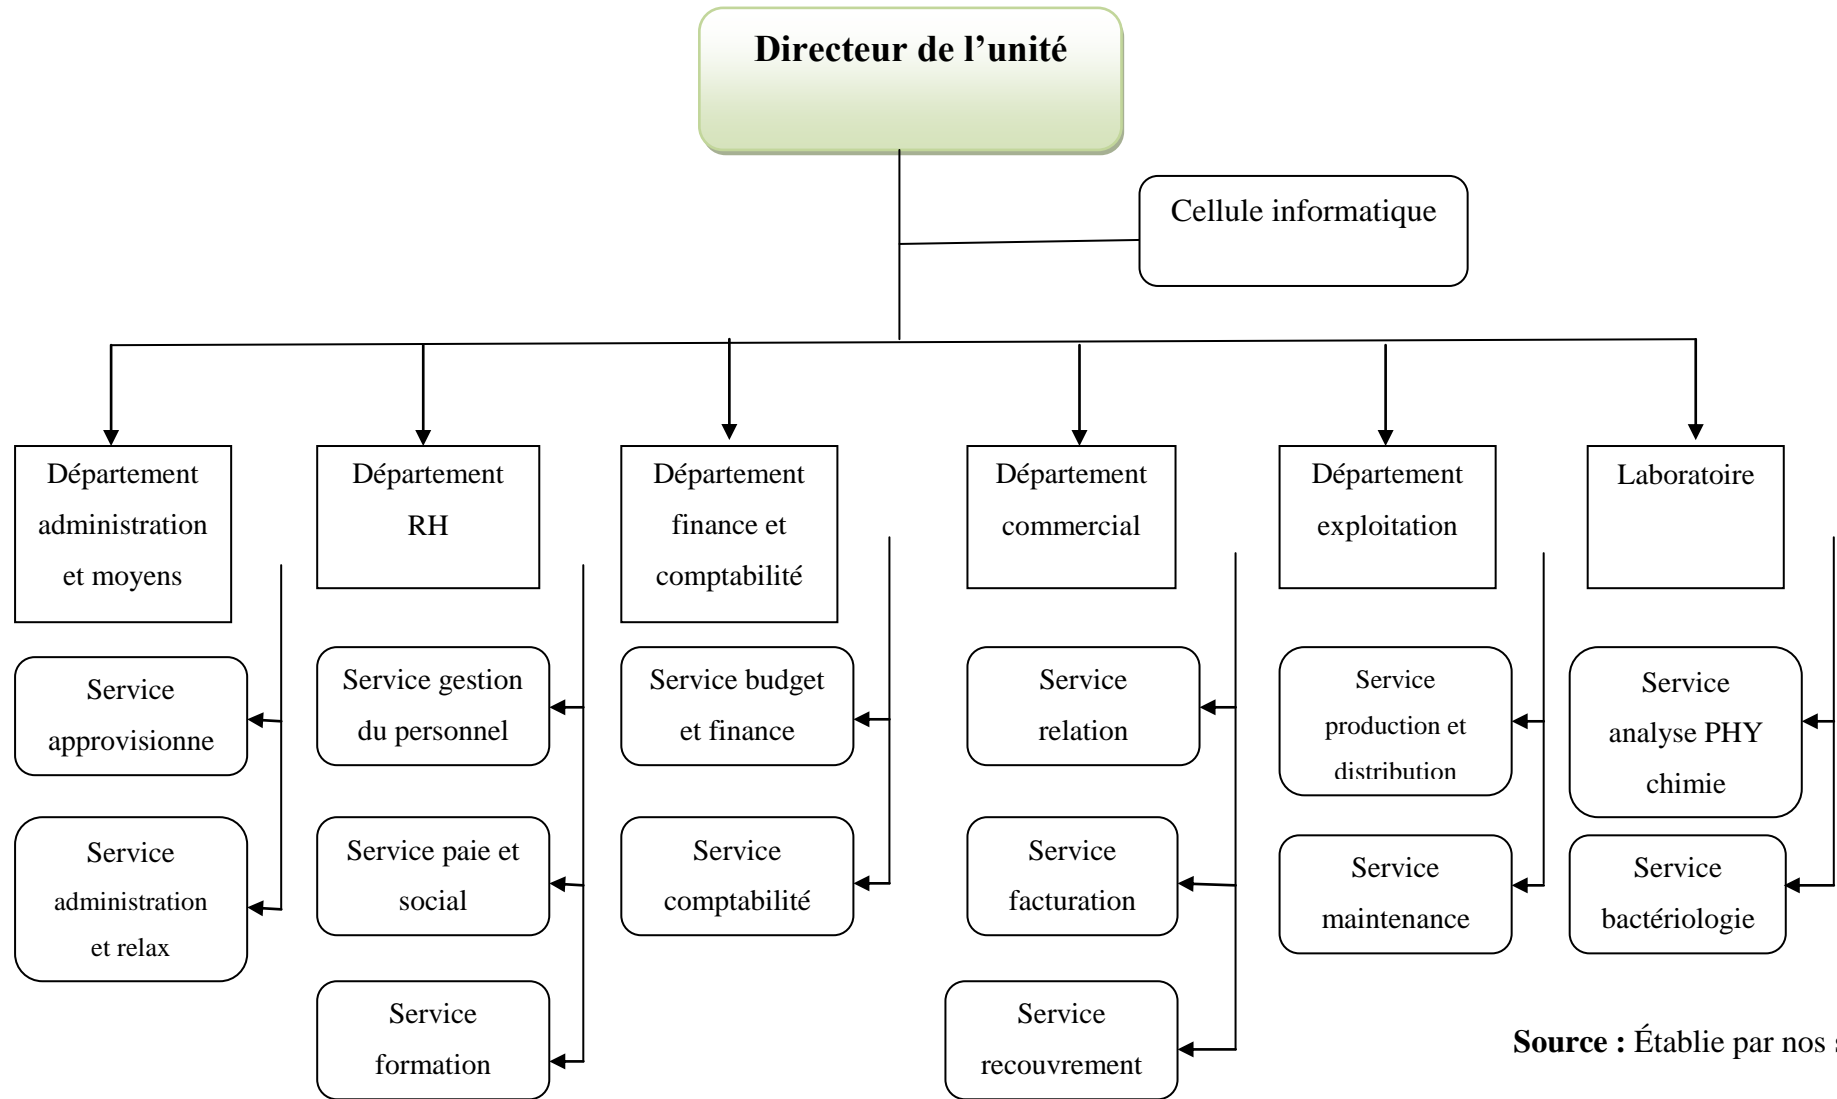 Directeur de l’unité
Cellule informatique
Département
administration
et moyens
Département
RH
Département
finance et
comptabilité
Département
commercial
Département
exploitation
Laboratoire
Service
approvisionne
Service gestion
du personnel
Service budget
et finance
Service
relation
Service
production et
distribution
Service
analyse PHY
chimie
Service
administration
et relax
Service paie et
social
Service
comptabilité
Service
facturation
Service
maintenance
Service
bactériologie
Service
formation
Service
recouvrement
Source : Établie par nos